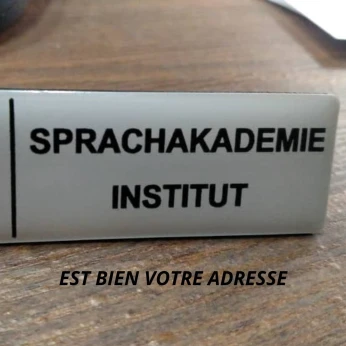 SPRACHAKADEMIE
INSTITUT
EST BIEN VOTRE ADRESSE